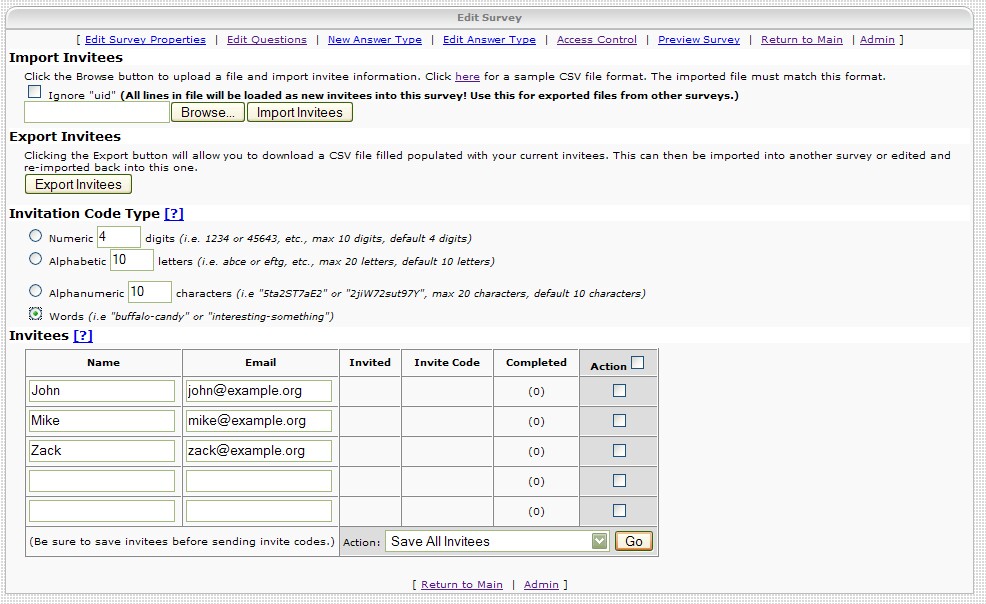 Edit Survey
[ Edit Survey Properties | Edit Questions | New Answer Type | Edit Answer Type | Access Control | Preview Survey | Return to Main | Admin ]
Import Invitees
Click the Browse button to upload a file and import invitee information. Click here for a sample CSV file format. The imported file must match this format.
Ignore "uid" (All lines in file will be loaded as new invitees into this survey! Use this for exported files from other surveys.)
Browse... Import Invitees
Export Invitees
Clicking the Export button will allow you to download a CSV file filled populated with your current invitees. This can then be imported into another survey or edited and
re-imported back into this one.
Export Invitees
Invitation Code Type [?]
Numeric 4 digits (i.e. 1234 or 45643, etc., max 10 digits, default 4 digits)
Alphabetic 10 letters (i.e. abce or eftg, etc., max 20 letters, default 10 letters)
Alphanumeric 10 characters (i.e "5ta2ST7aE2" or "2jiW72sut97Y", max 20 characters, default 10 characters)
Words (i.e "buffalo-candy" or "interesting-something")
Invitees [?]
Name Email Invited Invite Code Completed Action
John john@example.org (0)
Mike mike@example.org (0)
Zack zack@example.org (0)
(0)
(0)
(Be sure to save invitees before sending invite codes.) Action: Save All Invitees Go
[ Return to Main | Admin ]